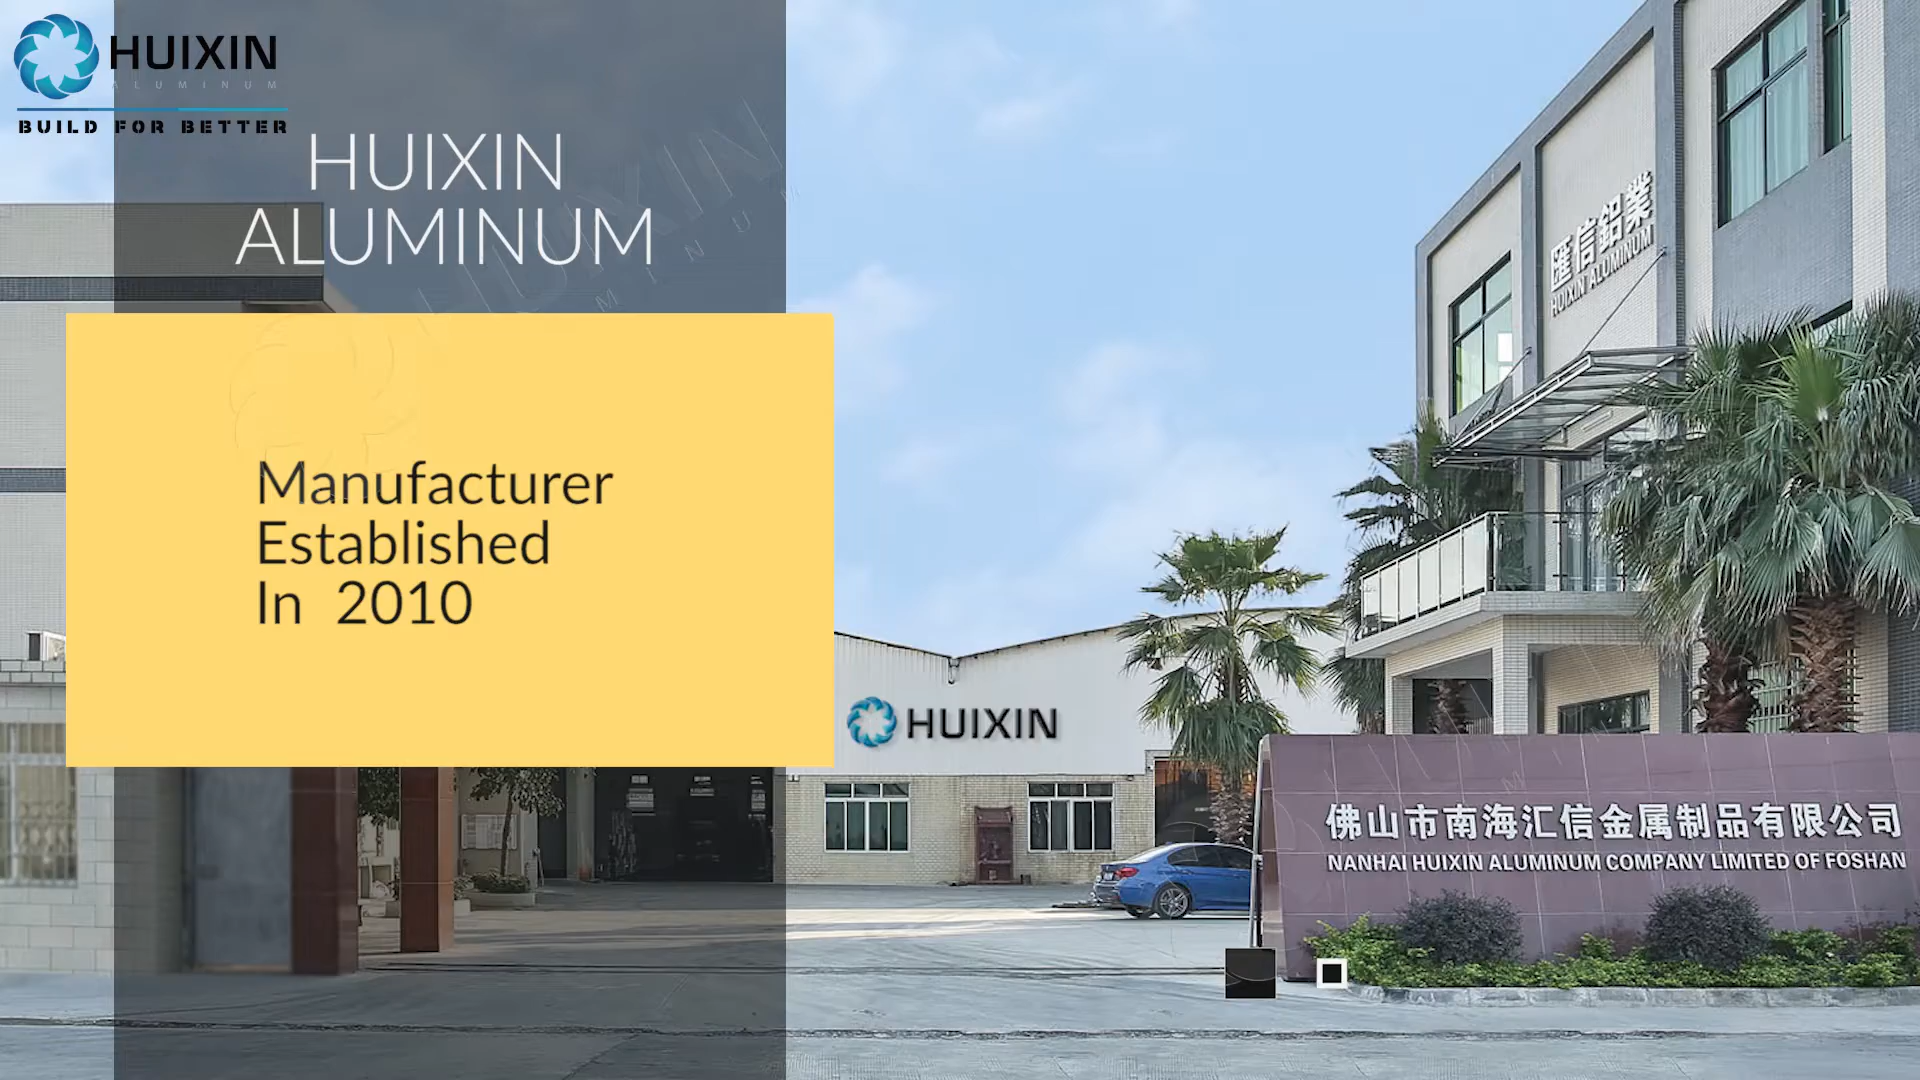 HUIXIN
ALUMINUM
BUILD FOR BETTER
HUIXIN
ALUMINUM
Manufacturer
Established
In 2010
匯信鋁業
HUIXIN ALUMINUM
HUIXIN
佛山市南海汇信金属制品有限公司
NANHAI HUIXIN ALUMINUM COMPANY LIMITED OF FOSHAN